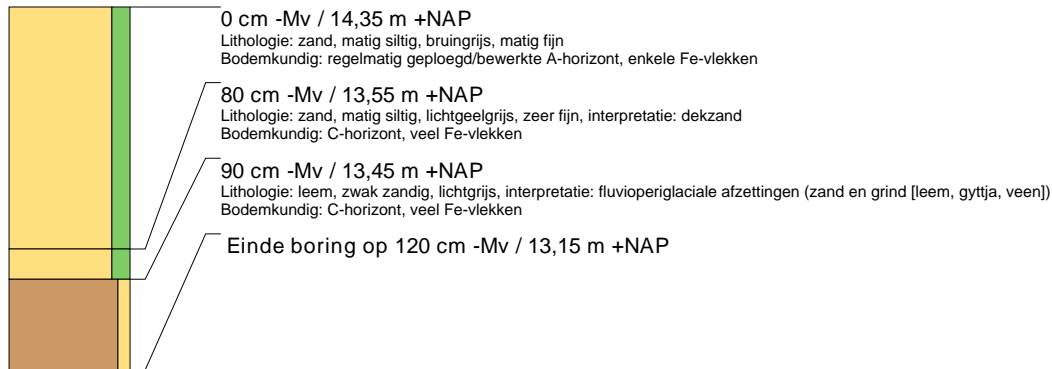 0 cm -Mv / 14,35 m +NAP
Lithologie: zand, matig siltig, bruingrijs, matig fijn
Bodemkundig: regelmatig geploegd/bewerkte A-horizont, enkele Fe-vlekken
80 cm -Mv / 13,55 m +NAP
Lithologie: zand, matig siltig, lichtgeelgrijs, zeer fijn, interpretatie: dekzand
Bodemkundig: C-horizont, veel Fe-vlekken
90 cm -Mv / 13,45 m +NAP
Lithologie: leem, zwak zandig, lichtgrijs, interpretatie: fluvioperiglaciale afzettingen (zand en grind [leem, gyttja, veen])
Bodemkundig: C-horizont, veel Fe-vlekken
Einde boring op 120 cm -Mv / 13,15 m +NAP